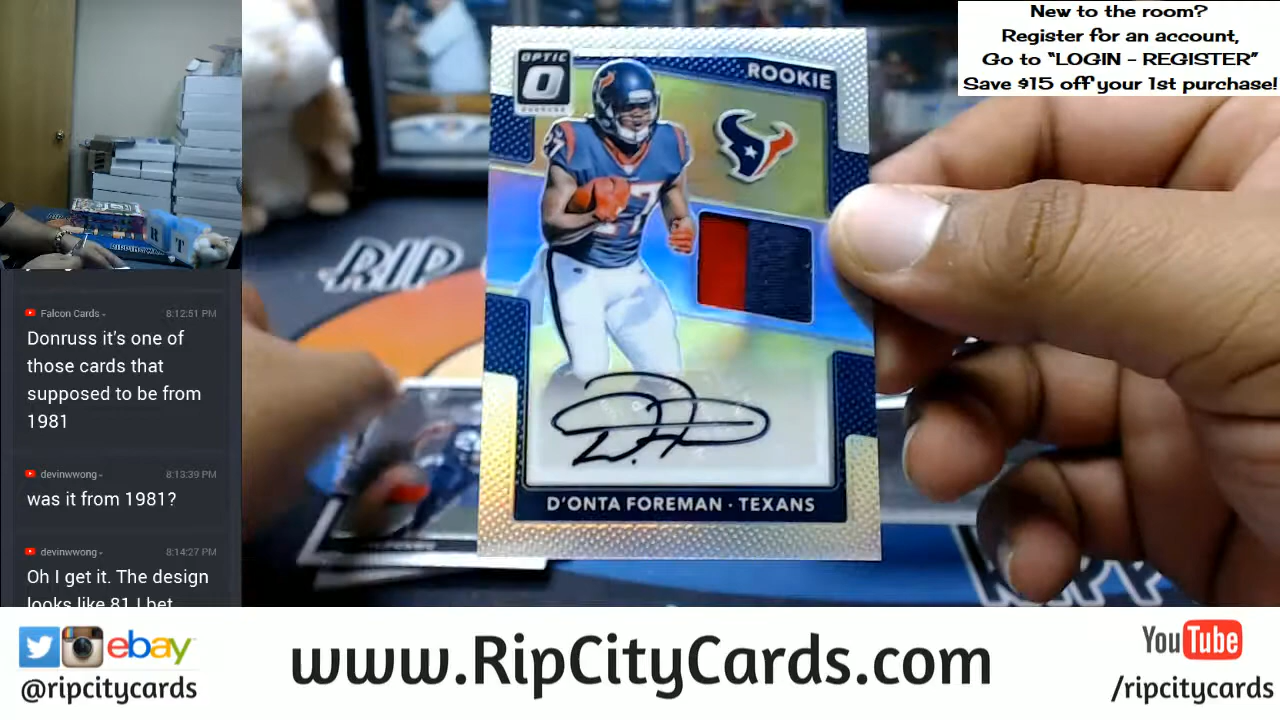 New to the room?
Register for an account,
Go to “LOGIN - REGISTER”
Save $15 off your 1st purchase!
OPTIC
ROOKIE
27
RIP
D'ONTA FOREMAN · TEXANS
Falcon Cards
8:12:51 PM
Donruss it’s one of
those cards that
supposed to be from
1981
devinwwong
8:13:39 PM
was it from 1981?
devinwwong
8:14:27 PM
Oh I get it. The design
looks like 81 I bet
ebay
@ripcitycards
www.RipCityCards.com
YouTube
/ripcitycards